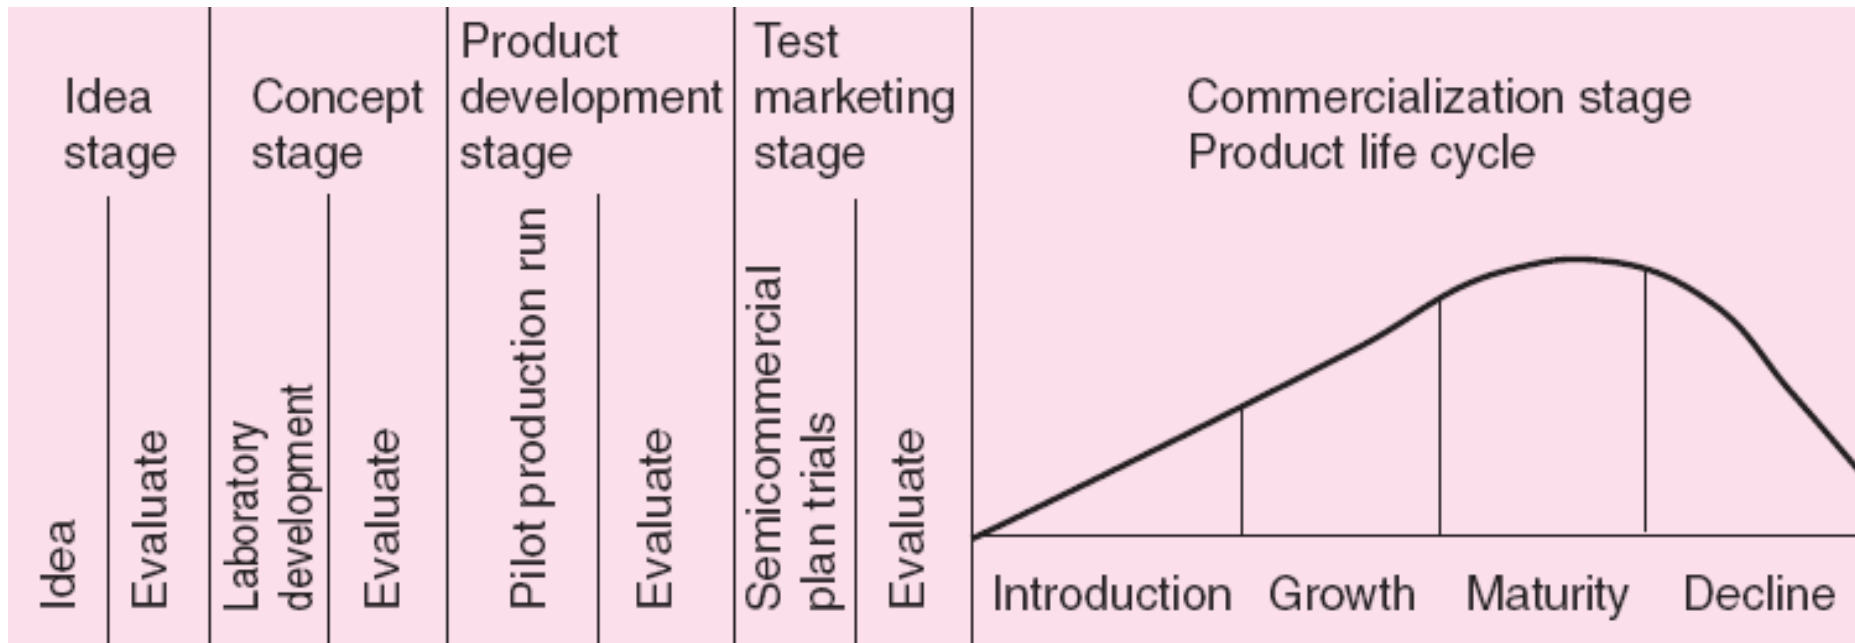 Idea
stage
Concept
stage
Product
development
stage
Test
marketing
stage
Commercialization stage
Product life cycle
Idea
Evaluate
Laboratory
development
Evaluate
Pilot production run
Evaluate
Semicommercial
plan trials
Evaluate
Introduction
Growth
Maturity
Decline